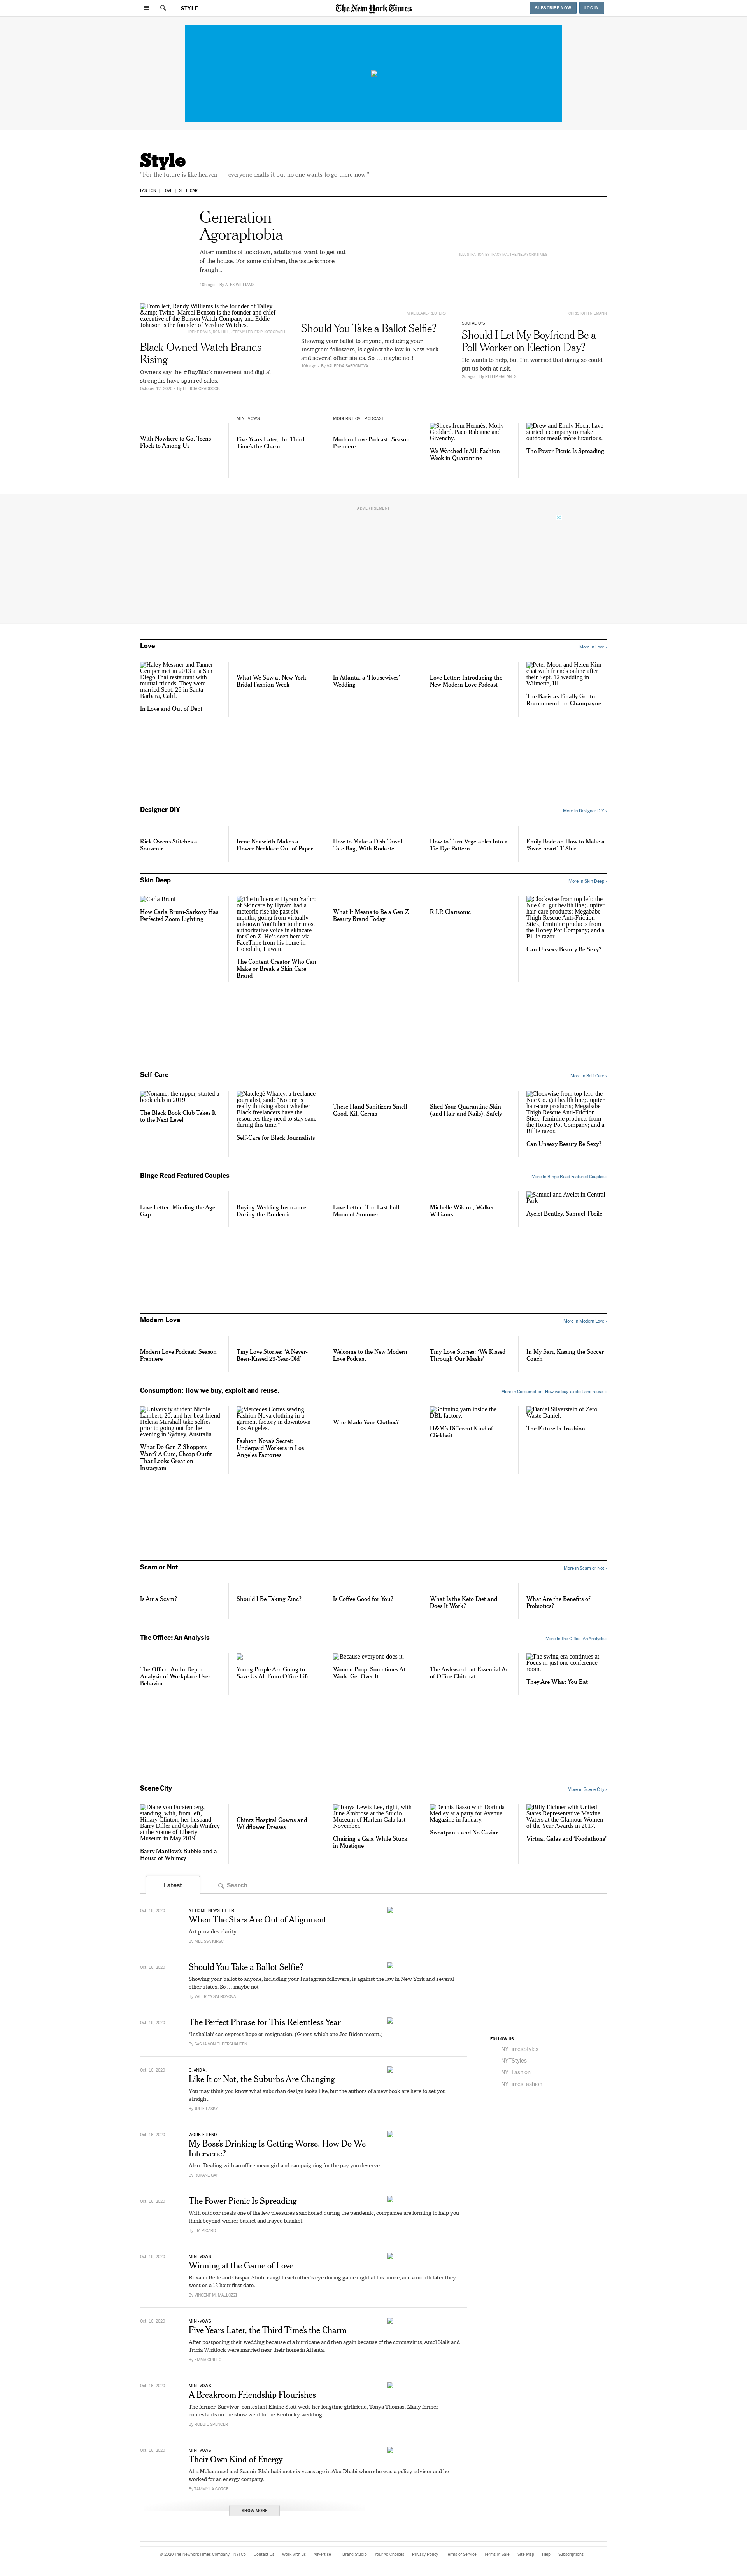 STYLE
The New York Times
SUBSCRIBE NOW
LOG IN
Style
"For the future is like heaven — everyone exalts it but no one wants to go there now."
FASHION
LOVE
SELF-CARE
Generation
Agoraphobia
After months of lockdown, adults just want to get out
of the house. For some children, the issue is more
fraught.
By ALEX WILLIAMS
From left, Randy Williams is the founder of Talley
&amp; Twine, Marcel Benson is the founder and chief
executive of the Benson Watch Company and Eddie
Johnson is the founder of Verdure Watches.
Black-Owned Watch Brands
Rising
Owners say the #BuyBlack movement and digital
strengths have spurred sales.
October 12, 2020 – By FELICIA CRADDOCK
Should You Take a Ballot Selfie?
Showing your ballot to anyone, including your
Instagram followers, is against the law in New York
and several other states. So … maybe not!
By VALERIYA SAFRONOVA
SOCIAL Q'S
Should I Let My Boyfriend Be a
Poll Worker on Election Day?
He wants to help, but I'm worried that doing so could
put us both at risk.
By PHILIP GALANES
With Nowhere to Go, Teens
Flock to Among Us
MINI-VOWS
Five Years Later, the Third
Time's the Charm
MODERN LOVE PODCAST
Modern Love Podcast: Season
Premiere
Shoes from Hermès, Molly
Goddard, Paco Rabanne and
Givenchy.
We Watched It All: Fashion
Week in Quarantine
Drew and Emily Hecht have
started a company to make
outdoor meals more luxurious.
The Power Picnic Is Spreading
ADVERTISEMENT
Love
More in Love ›
Haley Messner and Tanner
Cemper met in 2013 at a San
Diego Thai restaurant with
mutual friends. They were
married Sept. 26 in Santa
Barbara, Calif.
In Love and Out of Debt
What We Saw at New York
Bridal Fashion Week
In Atlanta, a 'Housewives'
Wedding
Love Letter: Introducing the
New Modern Love Podcast
Peter Moon and Helen Kim
chat with friends online after
their Sept. 12 wedding in
Wilmette, Ill.
The Baristas Finally Get to
Recommend the Champagne
Designer DIY
More in Designer DIY ›
Rick Owens Stitches a
Souvenir
Irene Neuwirth Makes a
Flower Necklace Out of Paper
How to Make a Dish Towel
Tote Bag, With Rodarte
How to Turn Vegetables Into a
Tie-Dye Pattern
Emily Bode on How to Make a
'Sweetheart' T-Shirt
Skin Deep
More in Skin Deep ›
Carla Bruni
How Carla Bruni-Sarkozy Has
Perfected Zoom Lighting
The influencer Hyram Yarbro
of Skincare by Hyram had a
meteoric rise the past six
months, going from virtually
unknown YouTuber to the most
authoritative voice in skincare
for Gen Z. He's seen here via
FaceTime from his home in
Honolulu, Hawaii.
The Content Creator Who Can
Make or Break a Skin Care
Brand
What It Means to Be a Gen Z
Beauty Brand Today
R.I.P. Clarisonic
Clockwise from top left: the
Nue Co. gut health line; Jupiter
hair-care products; Megababe
Thigh Rescue Anti-Friction
Stick; feminine products from
the Honey Pot Company; and a
Billie razor.
Can Unsexy Beauty Be Sexy?
Self-Care
More in Self-Care ›
Noname, the rapper, started a
book club in 2019.
The Black Book Club Takes It
to the Next Level
Natelegé Whaley, a freelance
journalist, said: "No one is
really thinking about whether
Black freelancers have the
resources they need to stay sane
during this time."
Self-Care for Black Journalists
These Hand Sanitizers Smell
Good, Kill Germs
Shed Your Quarantine Skin
(and Hair and Nails), Safely
Clockwise from top left: the
Nue Co. gut health line; Jupiter
hair-care products; Megababe
Thigh Rescue Anti-Friction
Stick; feminine products from
the Honey Pot Company; and a
Billie razor.
Can Unsexy Beauty Be Sexy?
Binge Read Featured Couples
More in Binge Read Featured Couples ›
Love Letter: Minding the Age
Gap
Buying Wedding Insurance
During the Pandemic
Love Letter: The Last Full
Moon of Summer
Michelle Wikum, Walker
Williams
Samuel and Ayelet in Central
Park
Ayelet Bentley, Samuel Tbeile
Modern Love
More in Modern Love ›
Modern Love Podcast: Season
Premiere
Tiny Love Stories: 'A Never-
Been-Kissed 23-Year-Old'
Welcome to the New Modern
Love Podcast
Tiny Love Stories: 'We Kissed
Through Our Masks'
In My Sari, Kissing the Soccer
Coach
Consumption: How we buy, exploit and reuse.
More in Consumption: How we buy, exploit and reuse. ›
University student Nicole
Lambert, 20, and her best friend
Helena Marshall take selfies
prior to going out for the
evening in Sydney, Australia.
What Do Gen Z Shoppers
Want? A Cute, Cheap Outfit
That Looks Great on
Instagram
Mercedes Cortes sewing
Fashion Nova clothing in a
garment factory in downtown
Los Angeles.
Fashion Nova's Secret:
Underpaid Workers in Los
Angeles Factories
Who Made Your Clothes?
Spinning yarn inside the
DBL factory.
H&M's Different Kind of
Clickbait
Daniel Silverstein of Zero
Waste Daniel.
The Future Is Trashion
Scam or Not
More in Scam or Not ›
Is Air a Scam?
Should I Be Taking Zinc?
Is Coffee Good for You?
What Is the Keto Diet and
Does It Work?
What Are the Benefits of
Probiotics?
The Office: An Analysis
More in The Office: An Analysis ›
The Office: An In-Depth
Analysis of Workplace User
Behavior
Young People Are Going to
Save Us All From Office Life
Because everyone does it.
Women Poop. Sometimes At
Work. Get Over It.
The Awkward but Essential Art
of Office Chitchat
The swing era continues at
Focus in just one conference
room.
They Are What You Eat
Scene City
More in Scene City ›
Diane von Furstenberg,
standing, with, from left,
Hillary Clinton, her husband
Barry Diller and Oprah Winfrey
at the Statue of Liberty
Museum in May 2019.
Barry Manilow's Bubble and a
House of Whimsy
Chintz Hospital Gowns and
Wildflower Dresses
Tonya Lewis Lee, right, with
June Ambrose at the Studio
Museum of Harlem Gala last
November.
Chairing a Gala While Stuck
in Mustique
Dennis Basso with Dorinda
Medley at a party for Avenue
Magazine in January.
Sweatpants and No Caviar
Billy Eichner with United
States Representative Maxine
Waters at the Glamour Women
of the Year Awards in 2017.
Virtual Galas and 'Foodathons'
Latest
Search
Oct. 16, 2020
AT HOME NEWSLETTER
When The Stars Are Out of Alignment
Art provides clarity.
By MELISSA KIRSCH
Oct. 16, 2020
Should You Take a Ballot Selfie?
Showing your ballot to anyone, including your Instagram followers, is against the law in New York and several
other states. So … maybe not!
By VALERIYA SAFRONOVA
Oct. 16, 2020
The Perfect Phrase for This Relentless Year
'Inshallah' can express hope or resignation. (Guess which one Joe Biden meant.)
By SASHA VON OLDERSHAUSEN
Oct. 16, 2020
Q. AND A.
Like It or Not, the Suburbs Are Changing
You may think you know what suburban design looks like, but the authors of a new book are here to set you
straight.
By JULIE LASKY
Oct. 16, 2020
WORK FRIEND
My Boss's Drinking Is Getting Worse. How Do We
Intervene?
Also: Dealing with an office mean girl and campaigning for the pay you deserve.
By ROXANE GAY
Oct. 16, 2020
The Power Picnic Is Spreading
With outdoor meals one of the few pleasures sanctioned during the pandemic, companies are forming to help you
think beyond wicker basket and frayed blanket.
By LIA PICARD
Oct. 16, 2020
MINI-VOWS
Winning at the Game of Love
Roxana Belle and Gaspar Stinfil caught each other's eye during game night at his house, and a month later they
went on a 12-hour first date.
By VINCENT M. MALLOZZI
Oct. 16, 2020
MINI-VOWS
Five Years Later, the Third Time's the Charm
After postponing their wedding because of a hurricane and then again because of the coronavirus, Amil Naik and
Tricia Whitlock were married near their home in Atlanta.
By EMMA GRILLO
Oct. 16, 2020
MINI-VOWS
A Breakroom Friendship Flourishes
The former 'Survivor' contestant Elaine Stott weds her longtime girlfriend, Tonya Thomas. Many former
contestants on the show went to the Kentucky wedding.
By ROBBIE SPENCER
Oct. 16, 2020
MINI-VOWS
Their Own Kind of Energy
Alia Mohammed and Saamir Elshihabi met six years ago in Abu Dhabi when she was a policy adviser and he
worked for an energy company.
By TAMMY LA GORCE
SHOW MORE
FOLLOW US
NYTimesStyles
NYTStyles
NYTFashion
NYTimesFashion
© 2020 The New York Times Company
NYTCo
Contact Us
Work with us
Advertise
T Brand Studio
Your Ad Choices
Privacy Policy
Terms of Service
Terms of Sale
Site Map
Help
Subscriptions